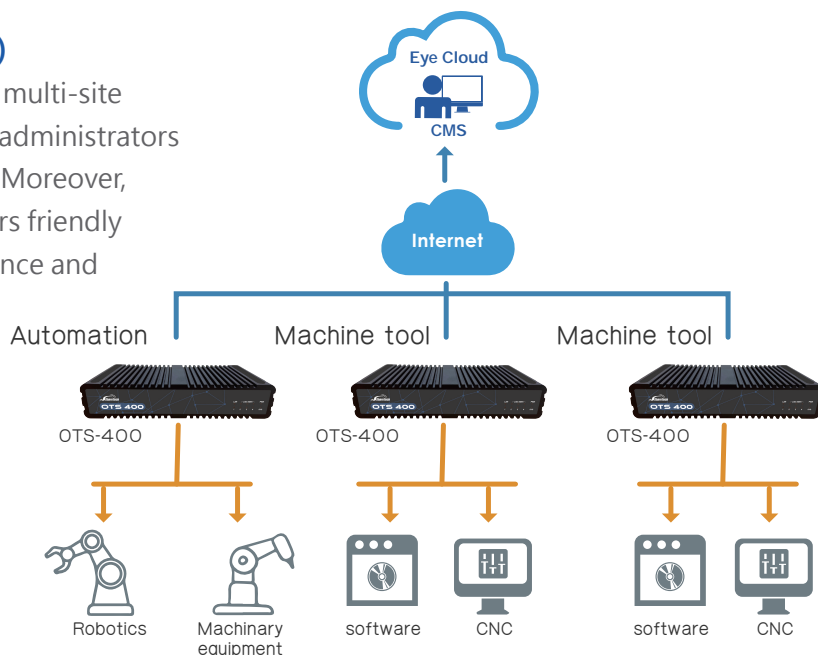 )
multi-site
administrators
Moreover,
rs friendly
nce and
Eye Cloud
CMS
Internet
Automation
Machine tool
Machine tool
OTS 400
OTS 400
OTS 400
OTS-400
OTS-400
OTS-400
Robotics
Machinary
equipment
software
CNC
software
CNC